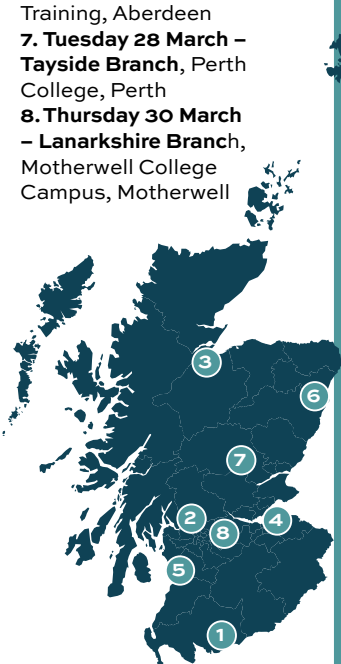 Training, Aberdeen
7. Tuesday 28 March –
Tayside Branch, Perth
College, Perth
8. Thursday 30 March
– Lanarkshire Branch,
Motherwell College
Campus, Motherwell
3
6
7
2
4
8
5
1